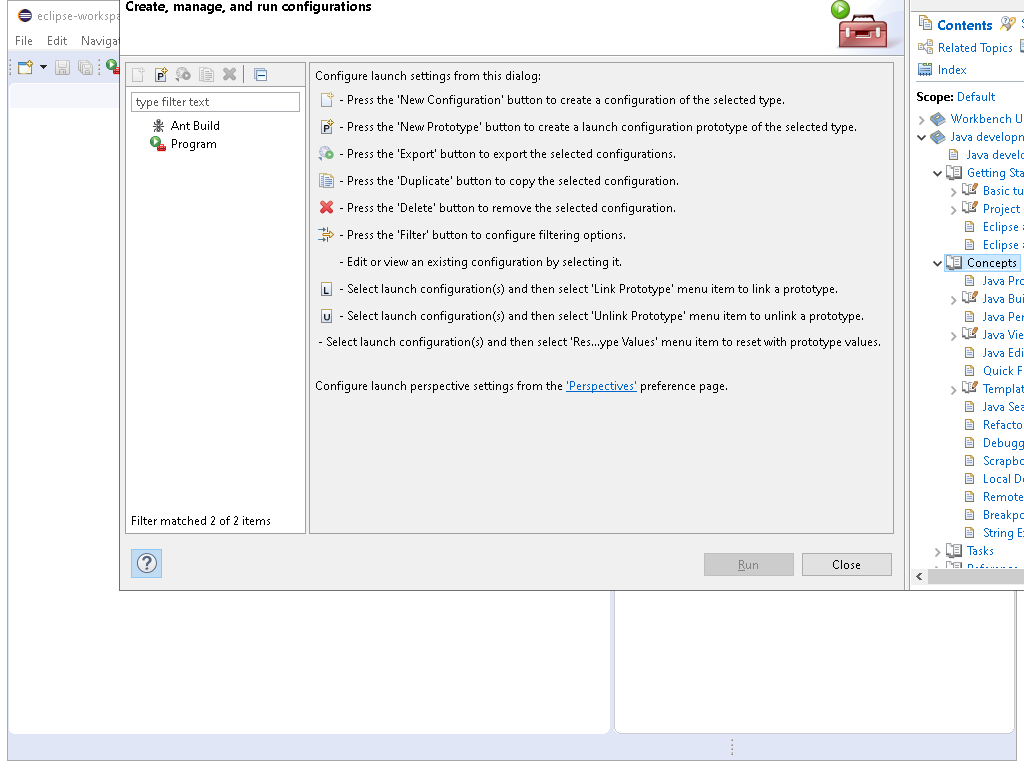 eclipse-workspa
File Edit Navigat
Create, manage, and run configurations
type filter text
Ant Build
Program
Filter matched 2 of 2 items
Configure launch settings from this dialog:
- Press the 'New Configuration' button to create a configuration of the selected type.
- Press the 'New Prototype' button to create a launch configuration prototype of the selected type.
- Press the 'Export' button to export the selected configurations.
- Press the 'Duplicate' button to copy the selected configuration.
- Press the 'Delete' button to remove the selected configuration.
- Press the 'Filter' button to configure filtering options.
- Edit or view an existing configuration by selecting it.
L - Select launch configuration(s) and then select 'Link Prototype' menu item to link a prototype.
U - Select launch configuration(s) and then select 'Unlink Prototype' menu item to unlink a prototype.
- Select launch configuration(s) and then select 'Res...ype Values' menu item to reset with prototype values.
Configure launch perspective settings from the 'Perspectives' preference page.
Run
Close
Contents
Related Topics
Index
Scope: Default
Workbench U
Java developn
Java develo
Getting Sta
Basic tu
Project
Eclipse a
Eclipse a
Concepts
Java Pro
Java Bui
Java Per
Java Vie
Java Edi
Quick F
Templat
Java Sea
Refacto
Debugg
Scrapbo
Local De
Remote
Breakpo
String Ex
Tasks
Reference